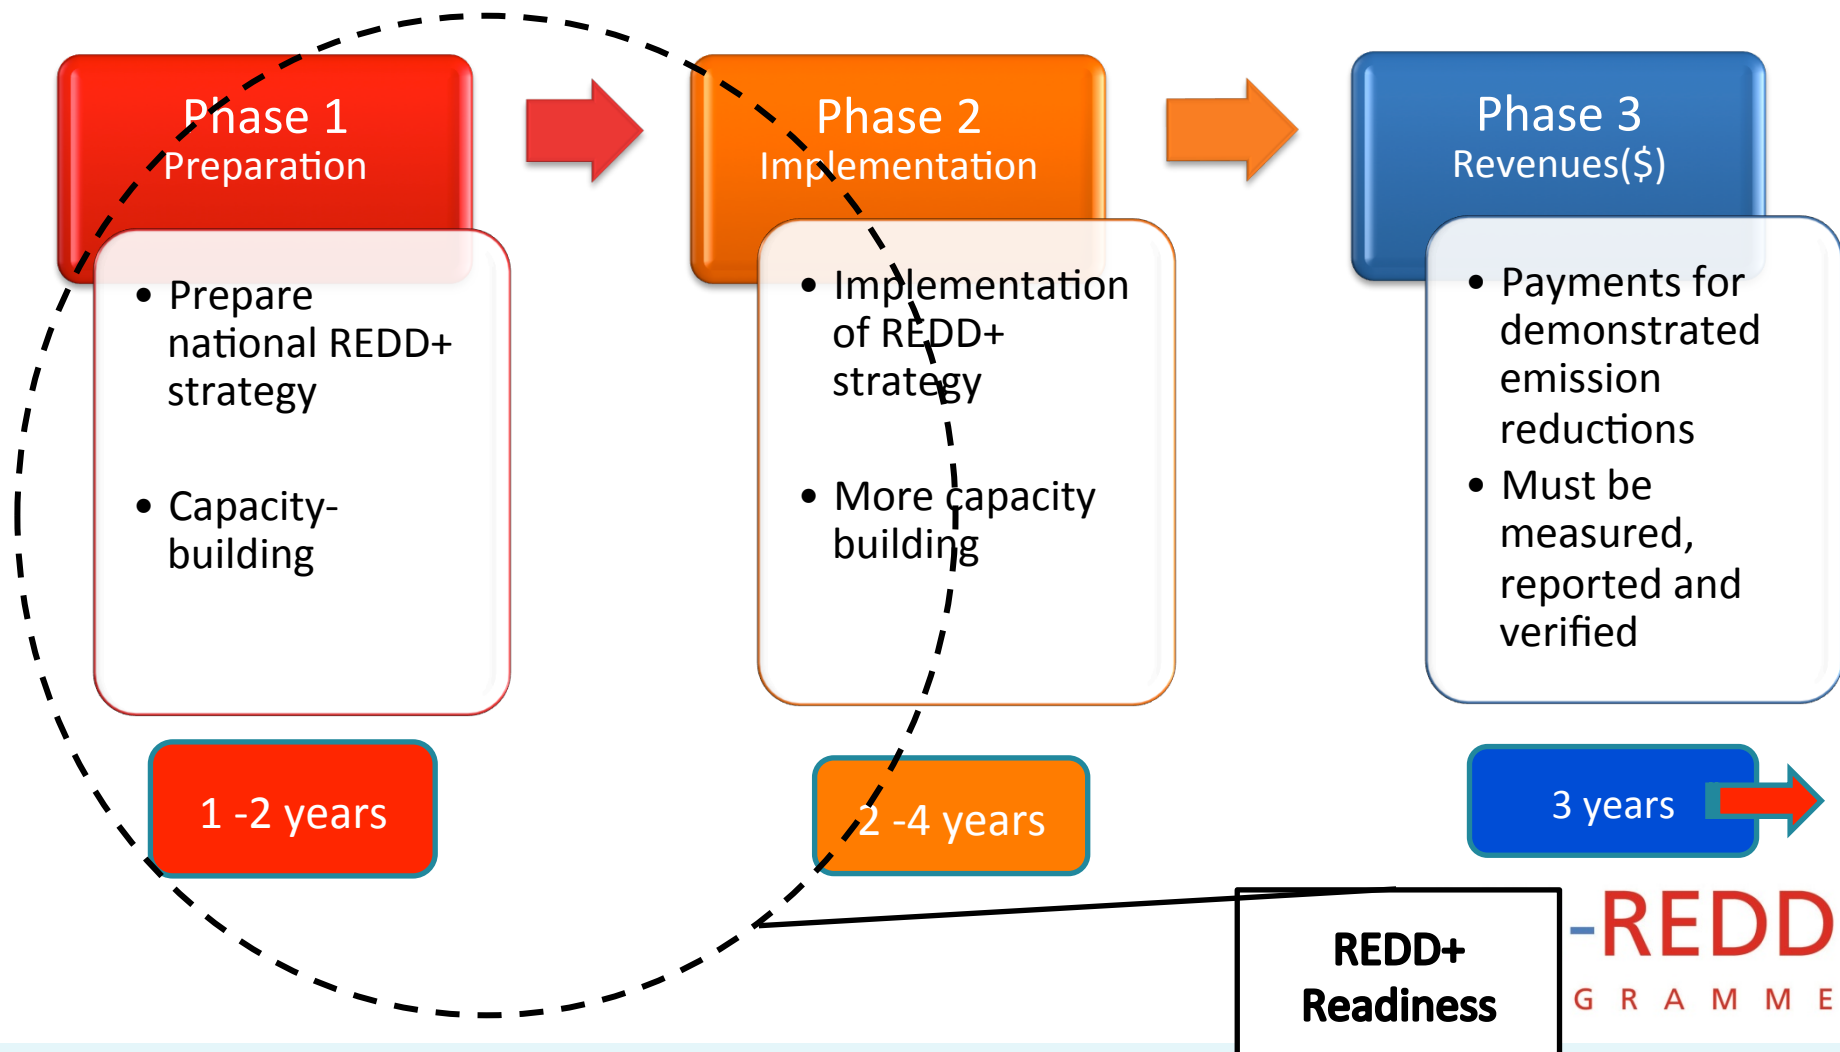 Phase 1
Preparation
• Prepare
national REDD+
strategy
• Capacity-
building
1 -2 years
Phase 2
Implementation
• Implementation
of REDD+
strategy
• More capacity
building
2 -4 years
Phase 3
Revenues($)
• Payments for
demonstrated
emission
reductions
• Must be
measured,
reported and
verified
3 years
REDD+
Readiness
-REDD
GRAMME